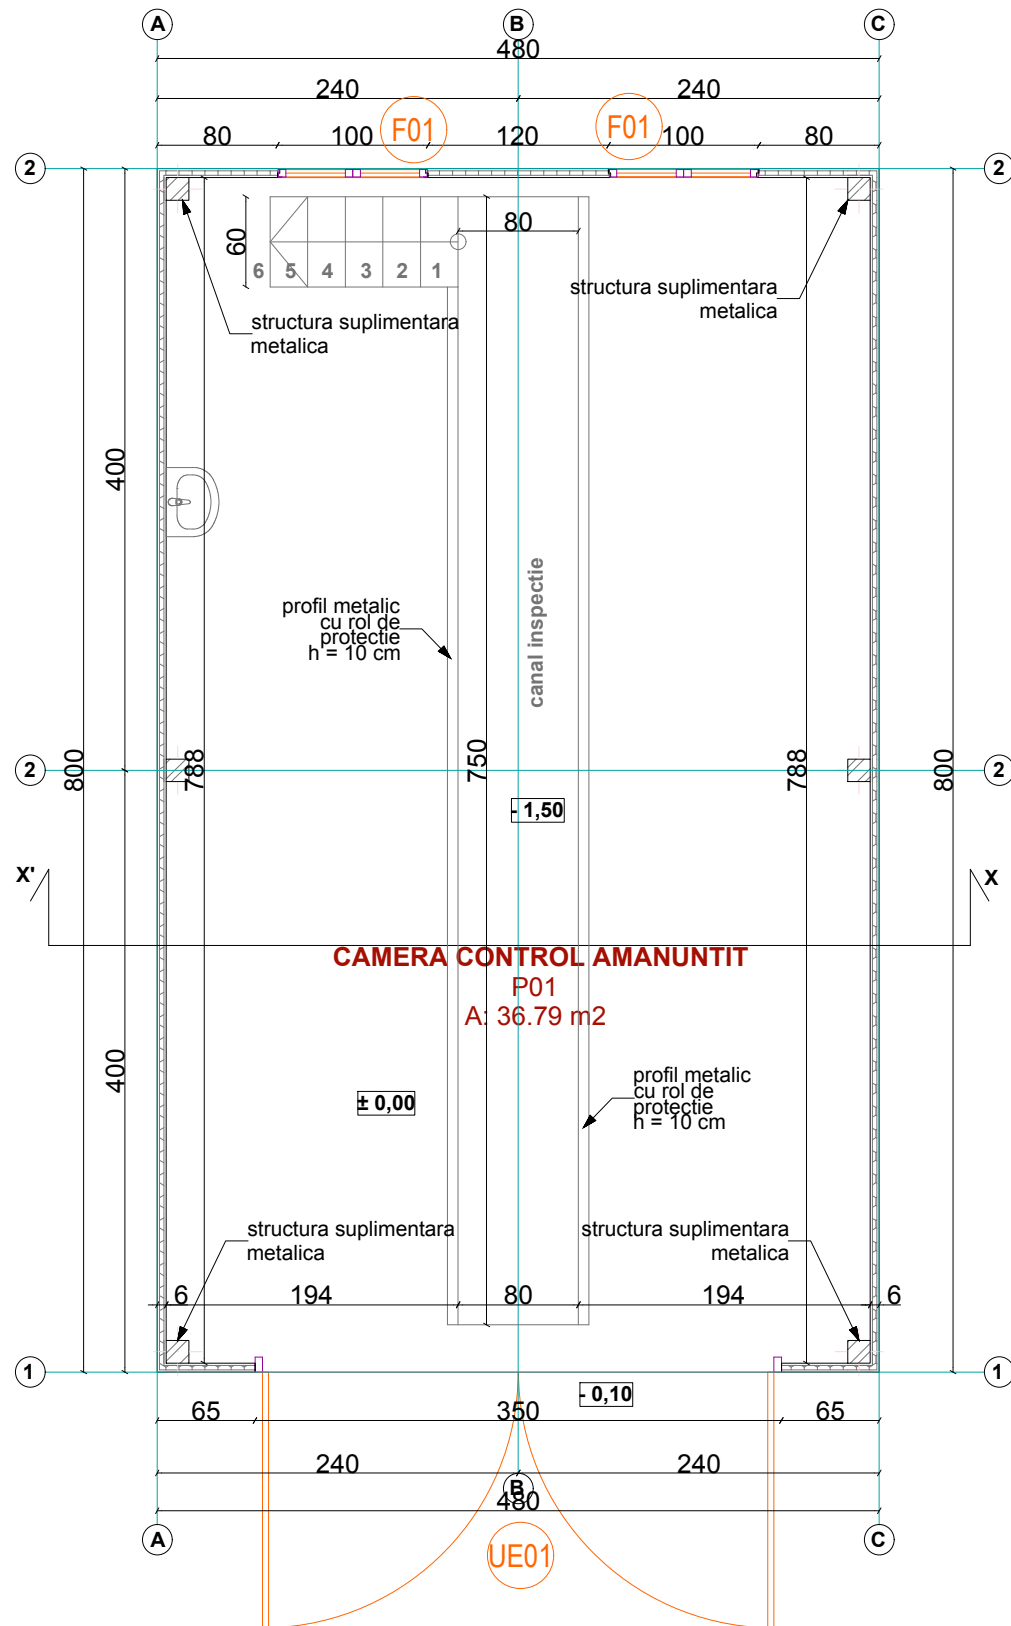 A
B
C
480
240
240
F01
F01
80
100
120
100
80
2
2
60
80
6
5
4
3
2
1
structura suplimentara
metalica
structura suplimentara
metalica
400
canal inspectie
profil metalic
cu rol de
protectie
h = 10 cm
2
800
788
750
788
800
2
- 1,50
X'
X
CAMERA CONTROL AMANUNTIT
P01
A: 36.79 m2
400
± 0,00
profil metalic
cu rol de
protectie
h = 10 cm
structura suplimentara
metalica
structura suplimentara
metalica
6
194
80
194
6
1
1
- 0,10
65
350
65
240
240
B
480
A
C
UE01